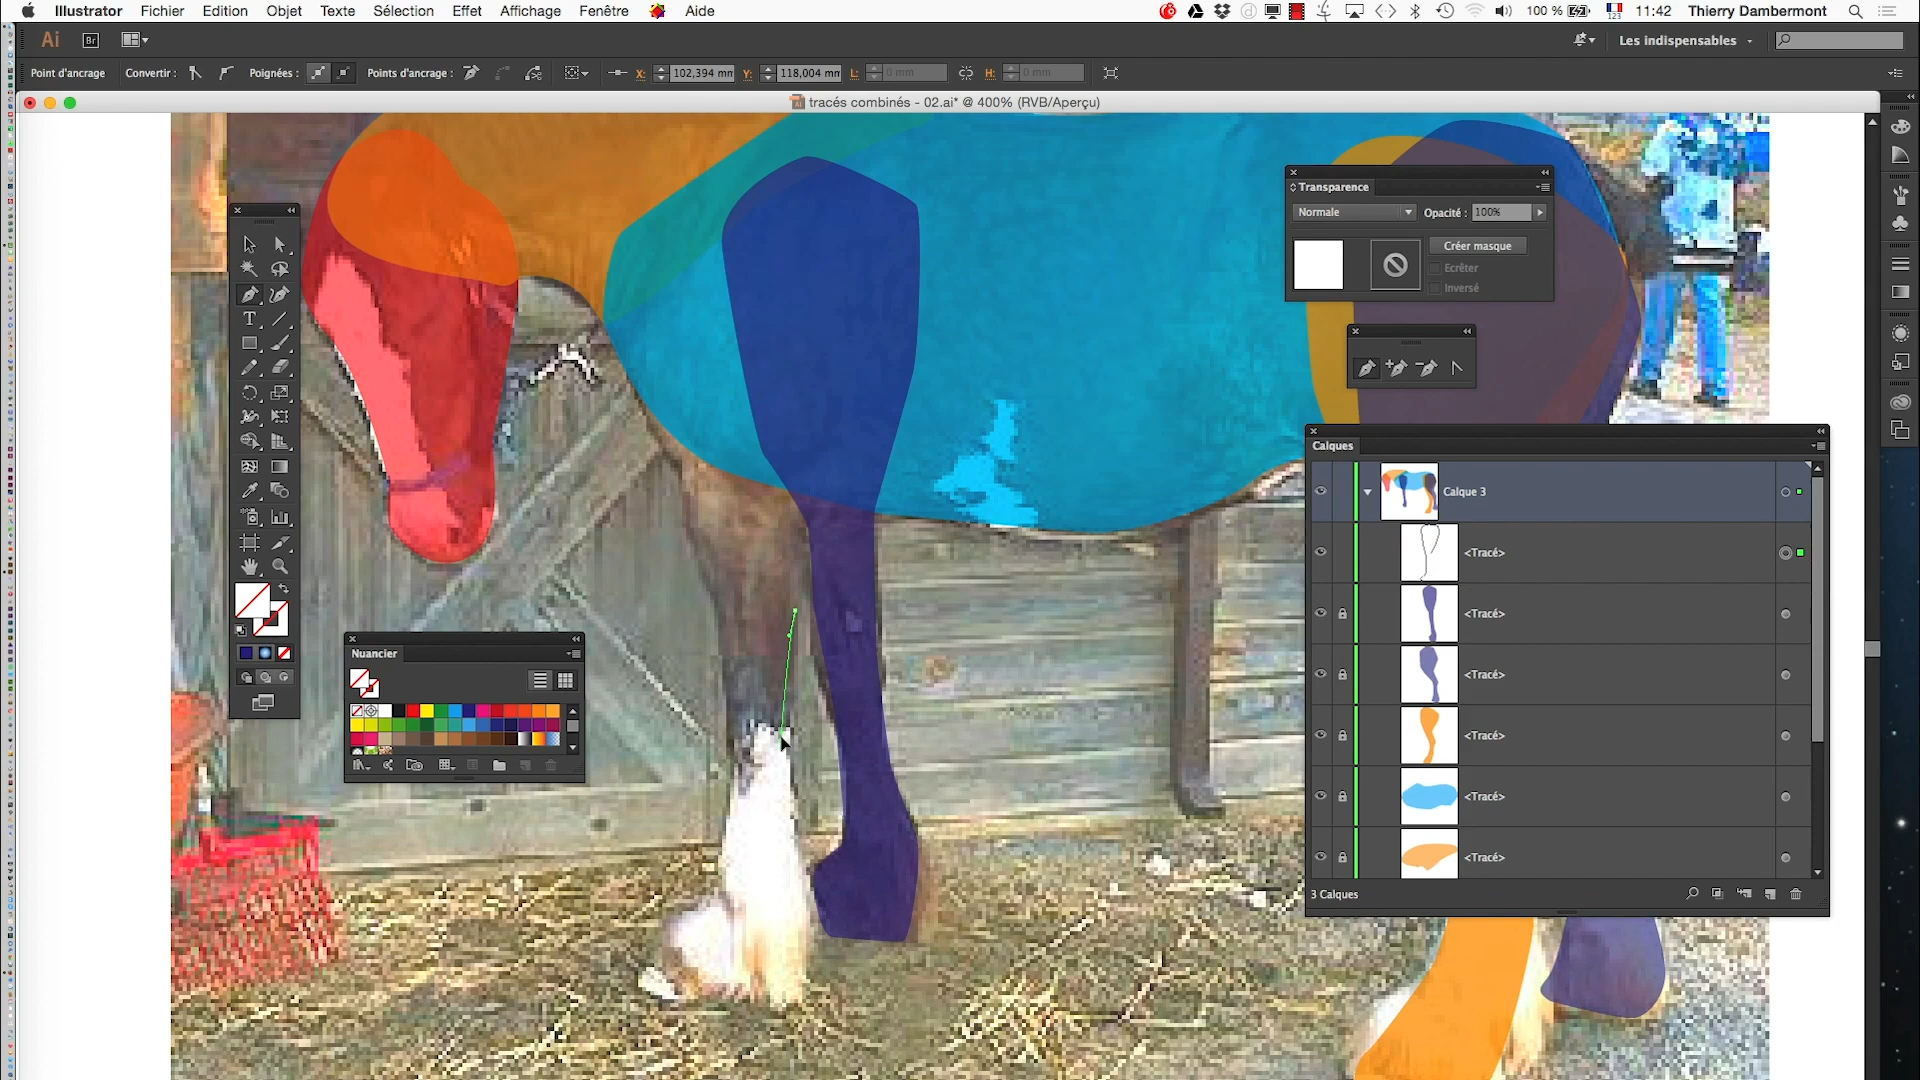 Illustrator Fichier Edition Objet Texte Sélection Effet Affichage Fenêtre Aide 100 % 11:42 Thierry Dambermont
Ai Br Les indispensables
Point d'ancrage Convertir : Poignées : Points d'ancrage : X: 102,394 mm Y: 118,004 mm L: 0 mm H: 0 mm
tracés combinés - 02.ai* @ 400% (RVB/Aperçu)
Transparence
Normale Opacité : 100%
Créer masque
Ecrêter
Inversé
Calques
Calque 3
<Tracé>
<Tracé>
<Tracé>
<Tracé>
<Tracé>
<Tracé>
3 Calques
Nuancier